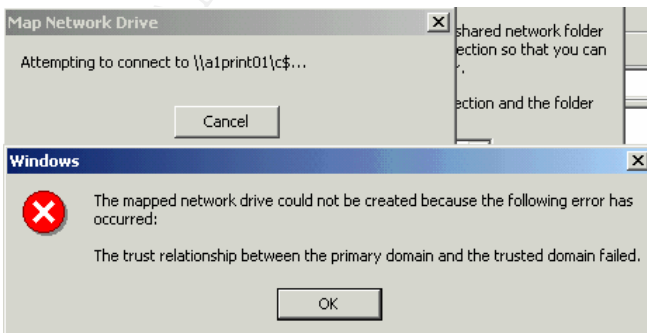 Map Network Drive
Attempting to connect to \\a1print01\c$...
Cancel
shared network folder
ection so that you can
r.
ection and the folder
Windows
The mapped network drive could not be created because the following error has
occurred:
The trust relationship between the primary domain and the trusted domain failed.
OK